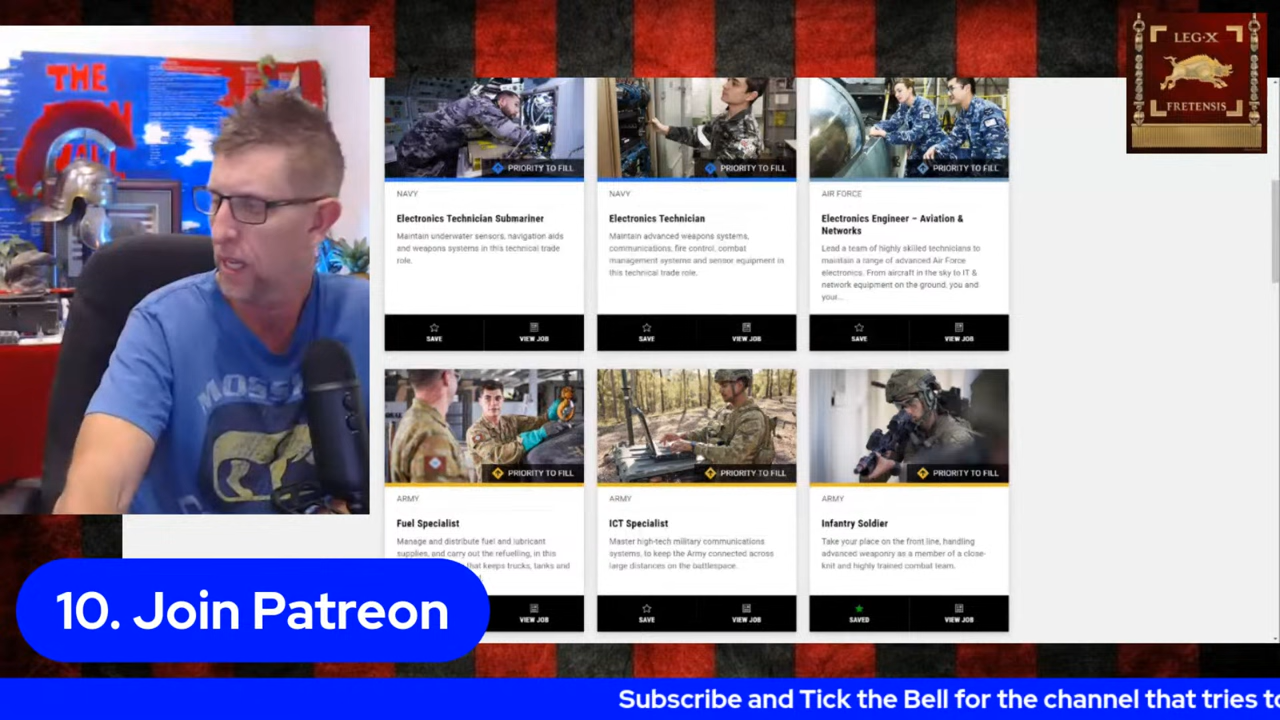 THE
LEG·X
FRETENSIS
PRIORITY TO FILL
PRIORITY TO FILL
PRIORITY TO FILL
NAVY
Electronics Technician Submariner
Maintain underwater sensors, navigation aids
and weapons systems in this technical trade
role.
SAVE
VIEW JOB
NAVY
Electronics Technician
Maintain advanced weapons systems,
communications, fire control, combat
management systems and sensor equipment in
this technical trade role.
SAVE
VIEW JOB
AIR FORCE
Electronics Engineer – Aviation &
Networks
Lead a team of highly skilled technicians to
maintain a range of advanced Air Force
electronics. From aircraft in the sky to IT &
network equipment on the ground, you and
your...
SAVE
VIEW JOB
PRIORITY TO FILL
PRIORITY TO FILL
PRIORITY TO FILL
ARMY
Fuel Specialist
Manage and distribute fuel and lubricant
supplies, and carry out the refuelling, in this
that keeps trucks, tanks and
VIEW JOB
ARMY
ICT Specialist
Master high-tech military communications
systems, to keep the Army connected across
large distances on the battlespace.
SAVE
VIEW JOB
ARMY
Infantry Soldier
Take your place on the front line, handling
advanced weaponry as a member of a close-
knit and highly trained combat team.
SAVED
VIEW JOB
10. Join Patreon
Subscribe and Tick the Bell for the channel that tries to